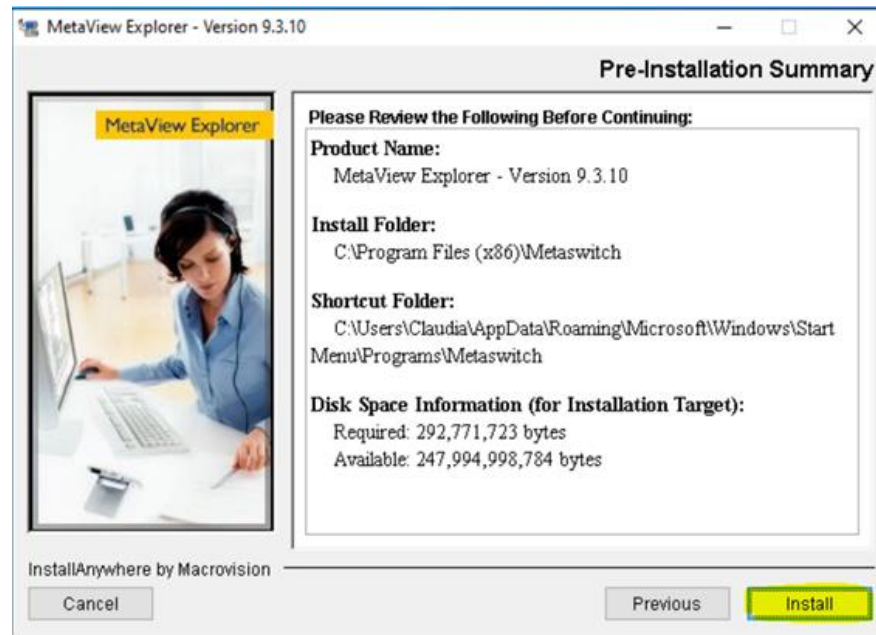 MetaView Explorer - Version 9.3.10
Pre-Installation Summary
MetaView Explorer
Please Review the Following Before Continuing:
Product Name:
MetaView Explorer - Version 9.3.10
Install Folder:
C:\Program Files (x86)\Metaswitch
Shortcut Folder:
C:\Users\Claudia\AppData\Roaming\Microsoft\Windows\Start
Menu\Programs\Metaswitch
Disk Space Information (for Installation Target):
Required: 292,771,723 bytes
Available: 247,994,998,784 bytes
InstallAnywhere by Macrovision
Cancel
Previous
Install